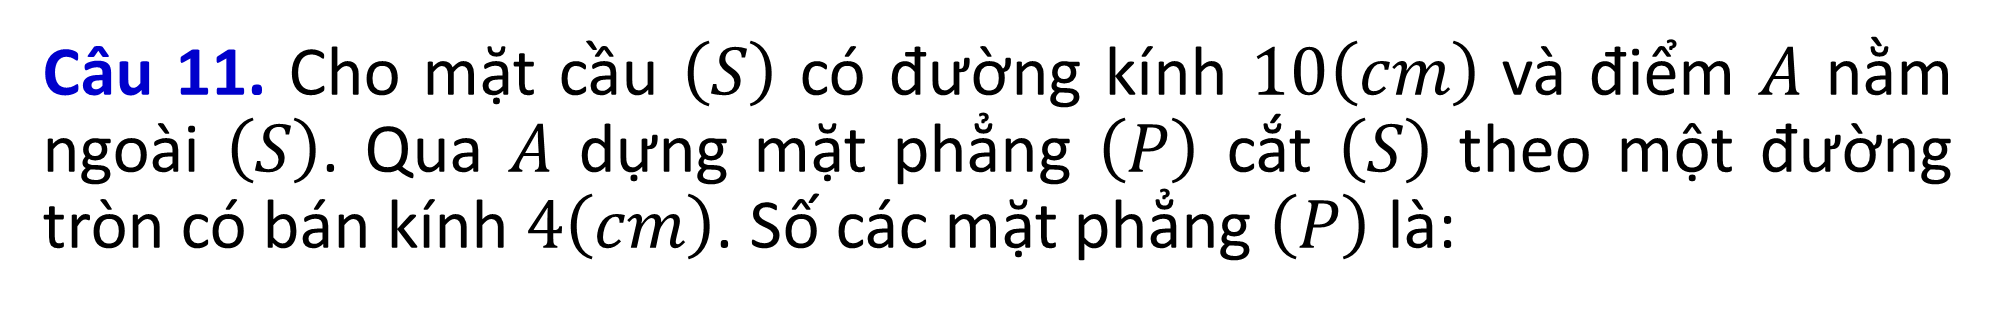 Câu 11. Cho mặt cầu (S) có đường kính 10(cm) và điểm A nằm
ngoài (S). Qua A dựng mặt phẳng (P) cắt (S) theo một đường
tròn có bán kính 4(cm). Số các mặt phẳng (P) là: